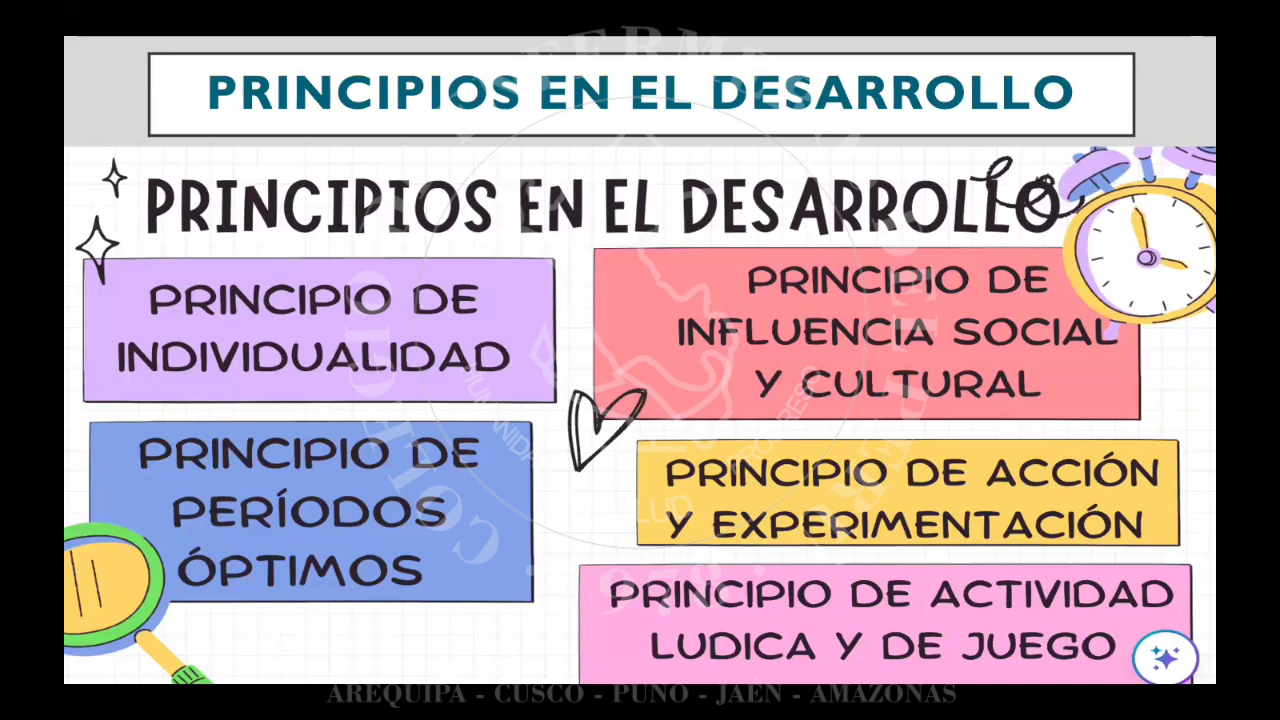 PRINCIPIOS EN EL DESARROLLO
PRINCIPIOS EN EL DESARROLLO
PRINCIPIO DE
INDIVIDUALIDAD
PRINCIPIO DE
PERÍODOS
ÓPTIMOS
PRINCIPIO DE
INFLUENCIA SOCIAL
Y CULTURAL
PRINCIPIO DE ACCIÓN
Y EXPERIMENTACIÓN
PRINCIPIO DE ACTIVIDAD
LUDICA Y DE JUEGO
AREQUIPA - CUSCO - PUNO - JAÉN - AMAZONAS